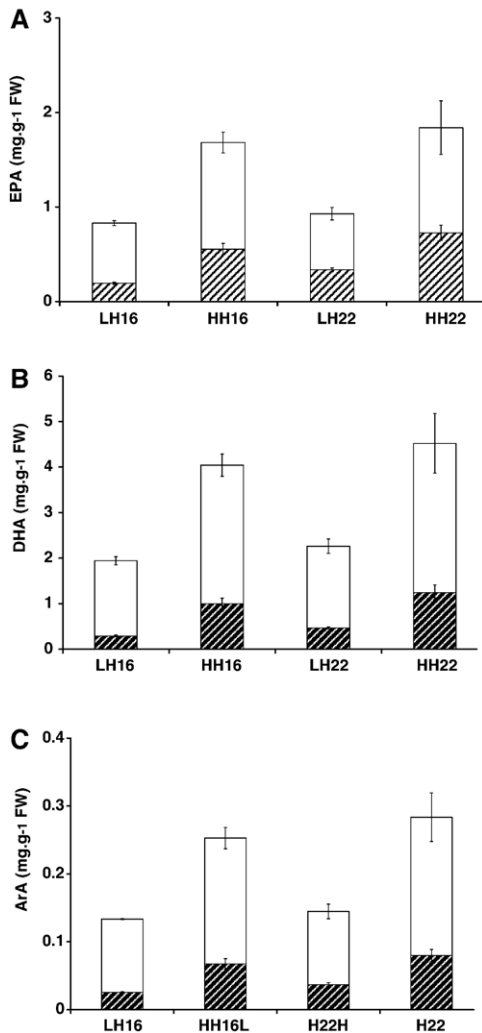 A
EPA (mg.g-1 FW)
3
2
1
0
LH16 HH16 LH22 HH22
B
DHA (mg.g-1 FW)
6
5
4
3
2
1
0
LH16 HH16 LH22 HH22
C
ArA (mg.g-1 FW)
0.4
0.3
0.2
0.1
0
LH16 HH16L H22H H22